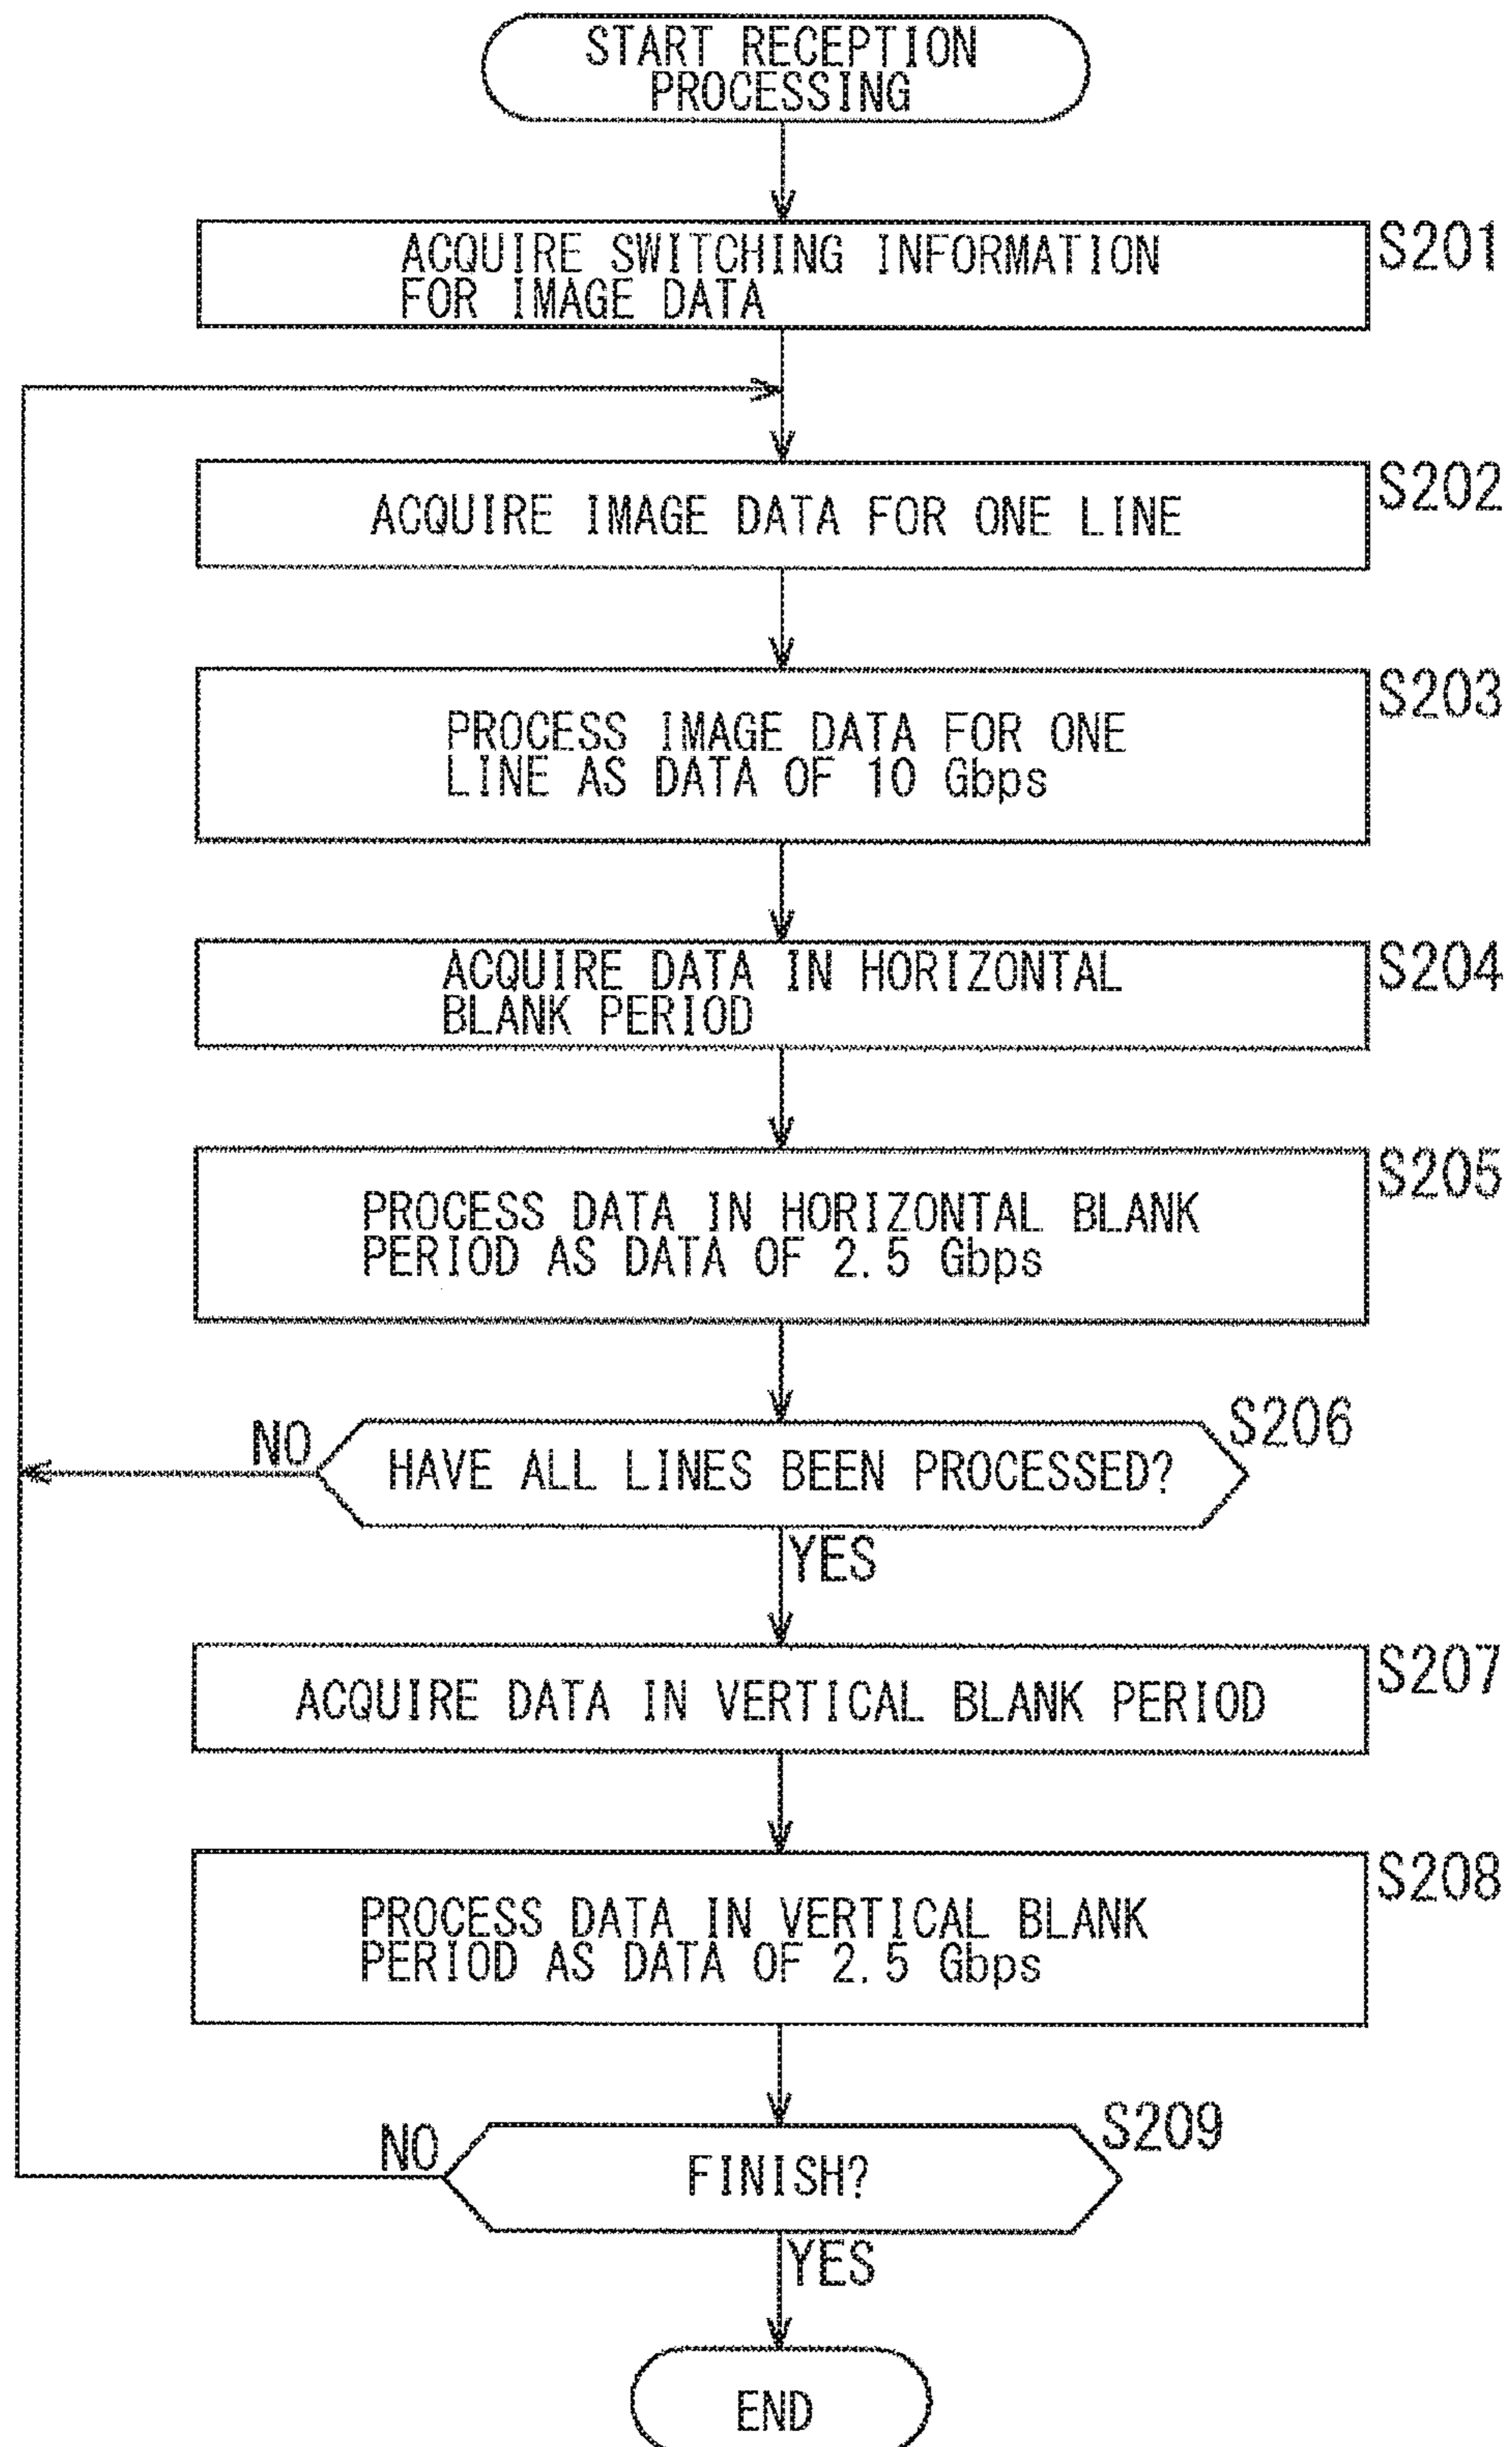 START RECEPTION
PROCESSING
ACQUIRE SWITCHING INFORMATION
FOR IMAGE DATA
S201
ACQUIRE IMAGE DATA FOR ONE LINE
S202
PROCESS IMAGE DATA FOR ONE
LINE AS DATA OF 10 Gbps
S203
ACQUIRE DATA IN HORIZONTAL
BLANK PERIOD
S204
PROCESS DATA IN HORIZONTAL BLANK
PERIOD AS DATA OF 2.5 Gbps
S205
NO
HAVE ALL LINES BEEN PROCESSED?
S206
YES
ACQUIRE DATA IN VERTICAL BLANK PERIOD
S207
PROCESS DATA IN VERTICAL BLANK
PERIOD AS DATA OF 2.5 Gbps
S208
NO
FINISH?
S209
YES
END